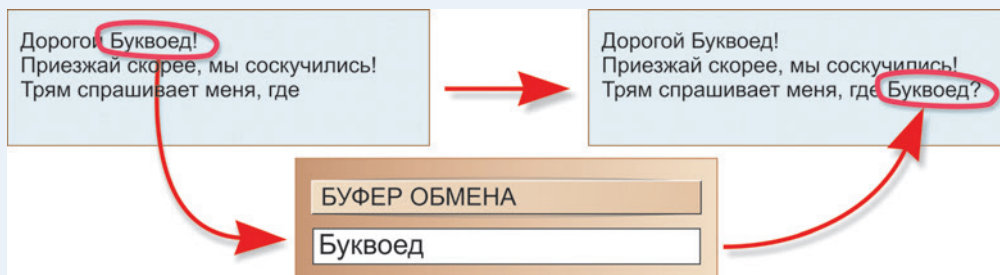 Дорогой Буквоед!
Приезжай скорее, мы соскучились!
Трям спрашивает меня, где
Дорогой Буквоед!
Приезжай скорее, мы соскучились!
Трям спрашивает меня, где Буквоед?
БУФЕР ОБМЕНА
Буквоед